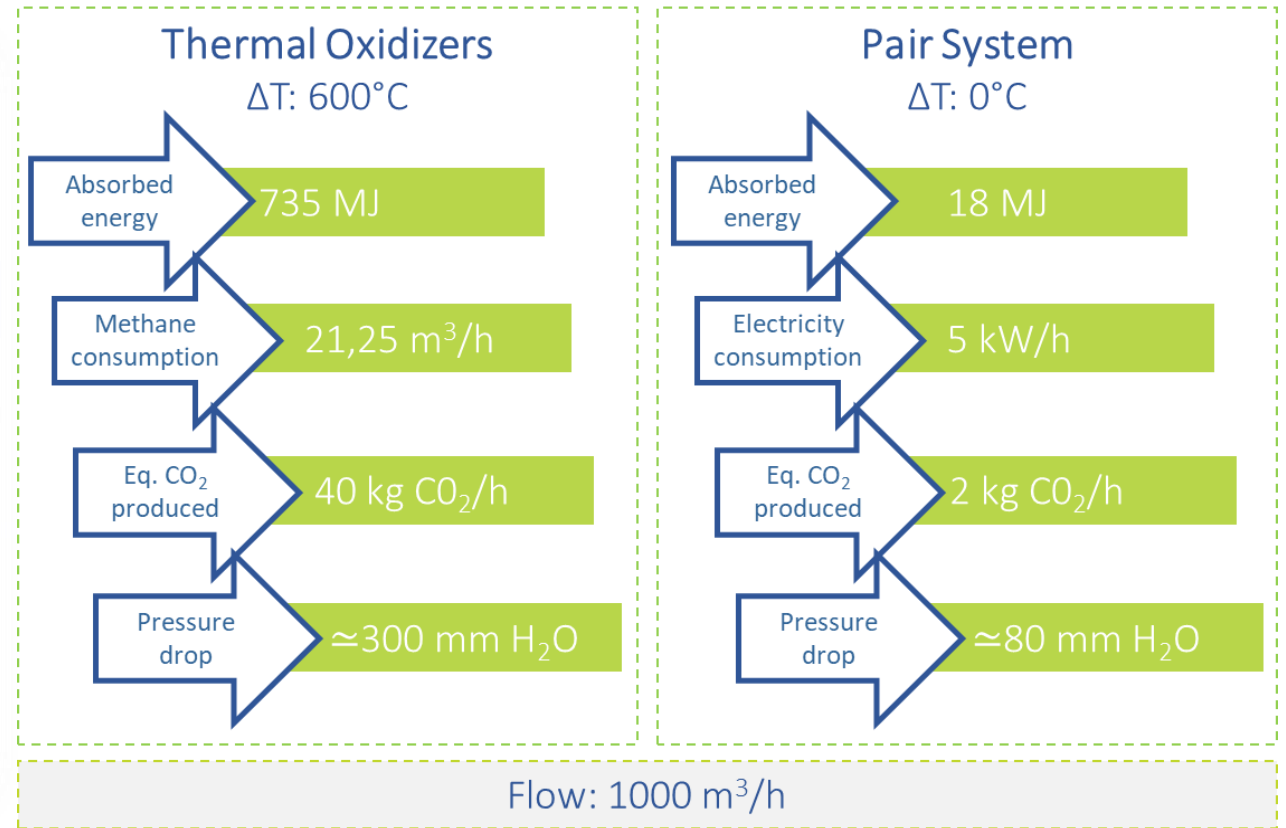 Thermal Oxidizers
ΔT: 600°C
Absorbed
energy
735 MJ
Methane
consumption
21,25 m³/h
Eq. CO₂
produced
40 kg C0₂/h
Pressure
drop
≃300 mm H₂O
Pair System
ΔT: 0°C
Absorbed
energy
18 MJ
Electricity
consumption
5 kW/h
Eq. CO₂
produced
2 kg C0₂/h
Pressure
drop
≃80 mm H₂O
Flow: 1000 m³/h